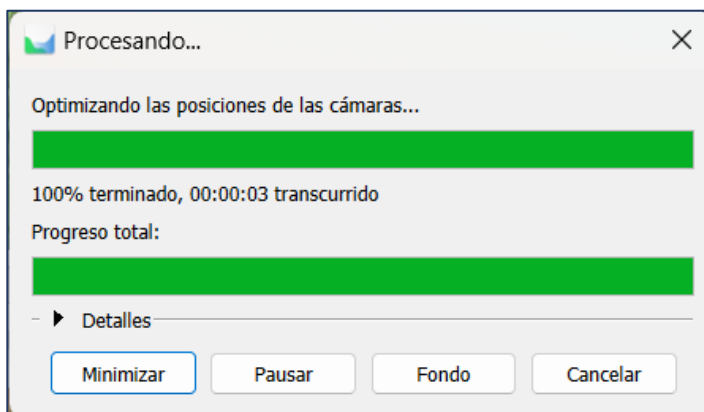 Procesando...
Optimizando las posiciones de las cámaras...
100% terminado, 00:00:03 transcurrido
Progreso total:
Detalles
Minimizar Pausar Fondo Cancelar